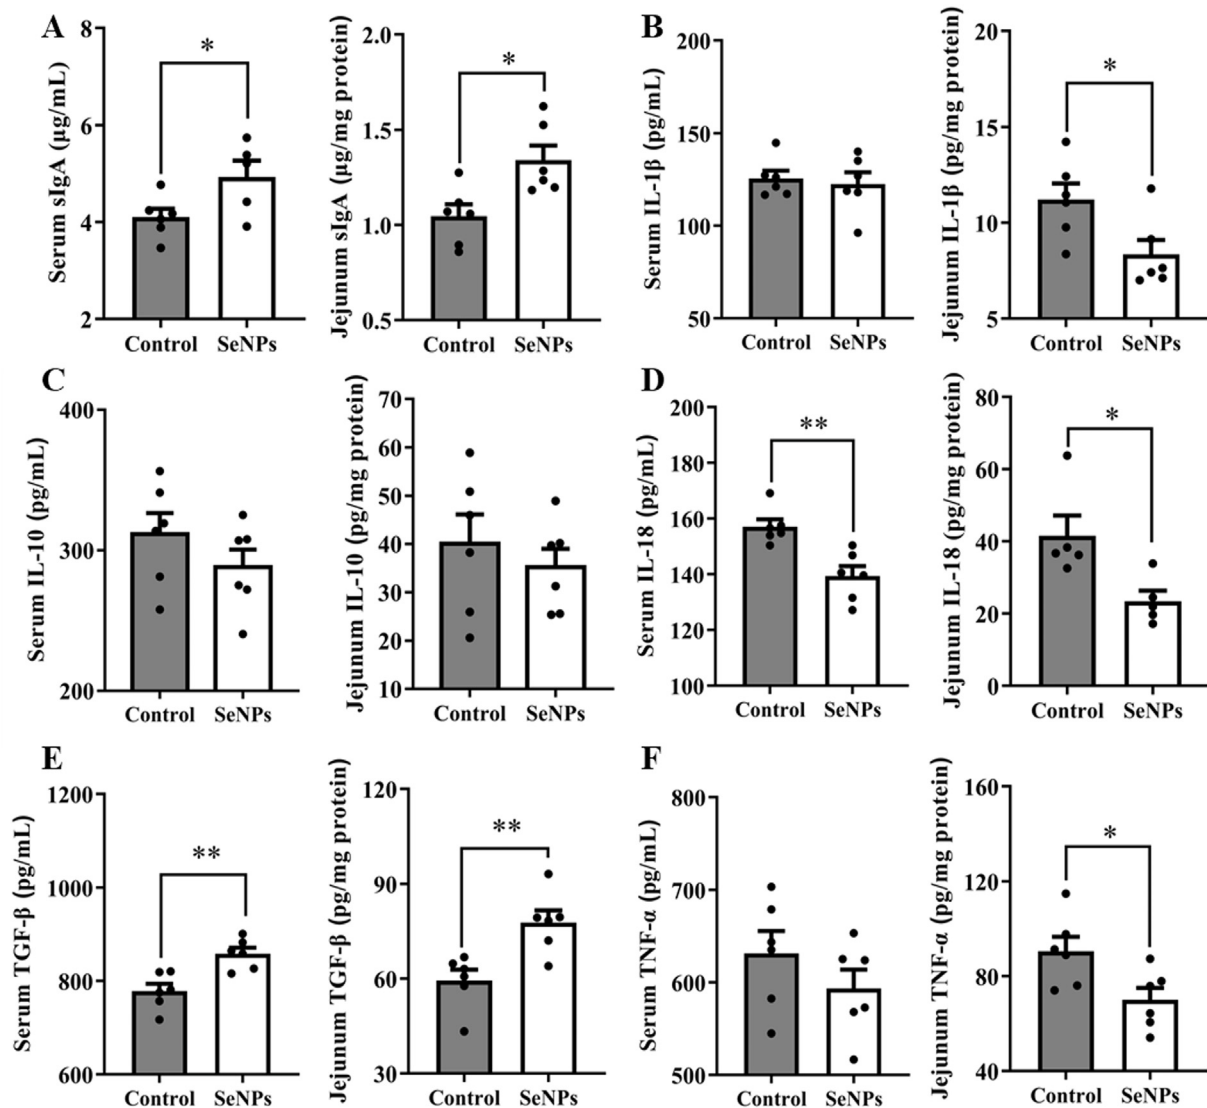 A
Serum sIgA (μg/mL)
8
6
4
2
*
Control SeNPs
Jejunum sIgA (μg/mg protein)
2.0
1.5
1.0
0.5
*
Control SeNPs
B
Serum IL-1β (pg/mL)
200
150
100
50
Control SeNPs
Jejunum IL-1β (pg/mg protein)
20
15
10
5
*
Control SeNPs
C
Serum IL-10 (pg/mL)
400
300
200
Control SeNPs
Jejunum IL-10 (pg/mg protein)
70
60
50
40
30
20
10
Control SeNPs
D
Serum IL-18 (pg/mL)
200
180
160
140
120
100
**
Control SeNPs
Jejunum IL-18 (pg/mg protein)
80
60
40
20
0
*
Control SeNPs
E
Serum TGF-β (pg/mL)
1200
1000
800
600
**
Control SeNPs
Jejunum TGF-β (pg/mg protein)
120
90
60
30
**
Control SeNPs
F
Serum TNF-α (pg/mL)
800
700
600
500
Control SeNPs
Jejunum TNF-α (pg/mg protein)
160
120
80
40
*
Control SeNPs